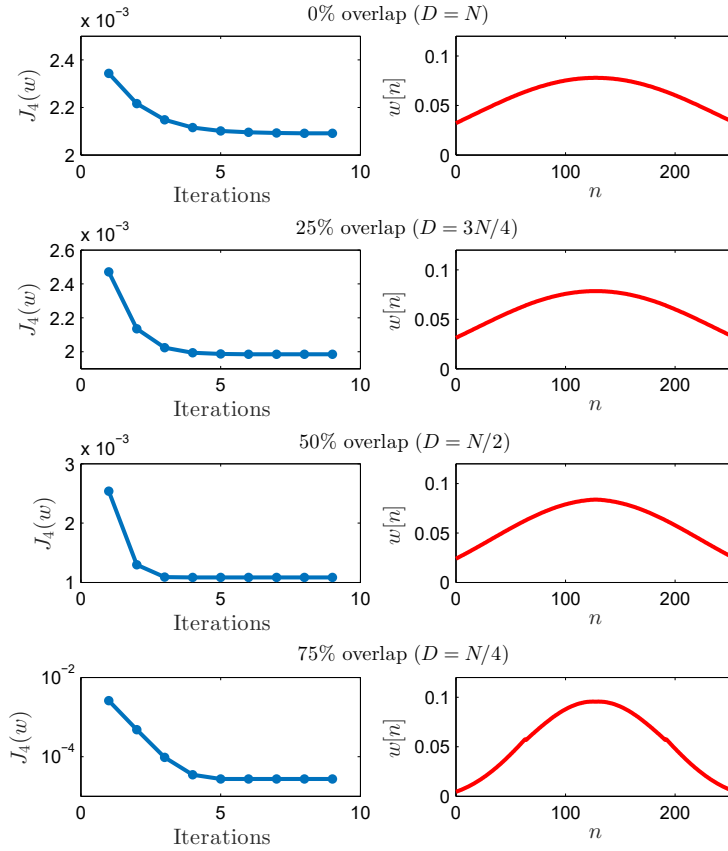 0% overlap (D = N)
x 10⁻³
2.4
2.2
2
0
5
10
J₄(w)
Iterations
0.1
0.05
0
0
100
200
w[n]
n
25% overlap (D = 3N/4)
x 10⁻³
2.6
2.4
2.2
2
0
5
10
J₄(w)
Iterations
0.1
0.05
0
0
100
200
w[n]
n
50% overlap (D = N/2)
x 10⁻³
3
2
1
0
5
10
J₄(w)
Iterations
0.1
0.05
0
0
100
200
w[n]
n
75% overlap (D = N/4)
10⁻²
10⁻⁴
0
5
10
J₄(w)
Iterations
0.1
0.05
0
0
100
200
w[n]
n